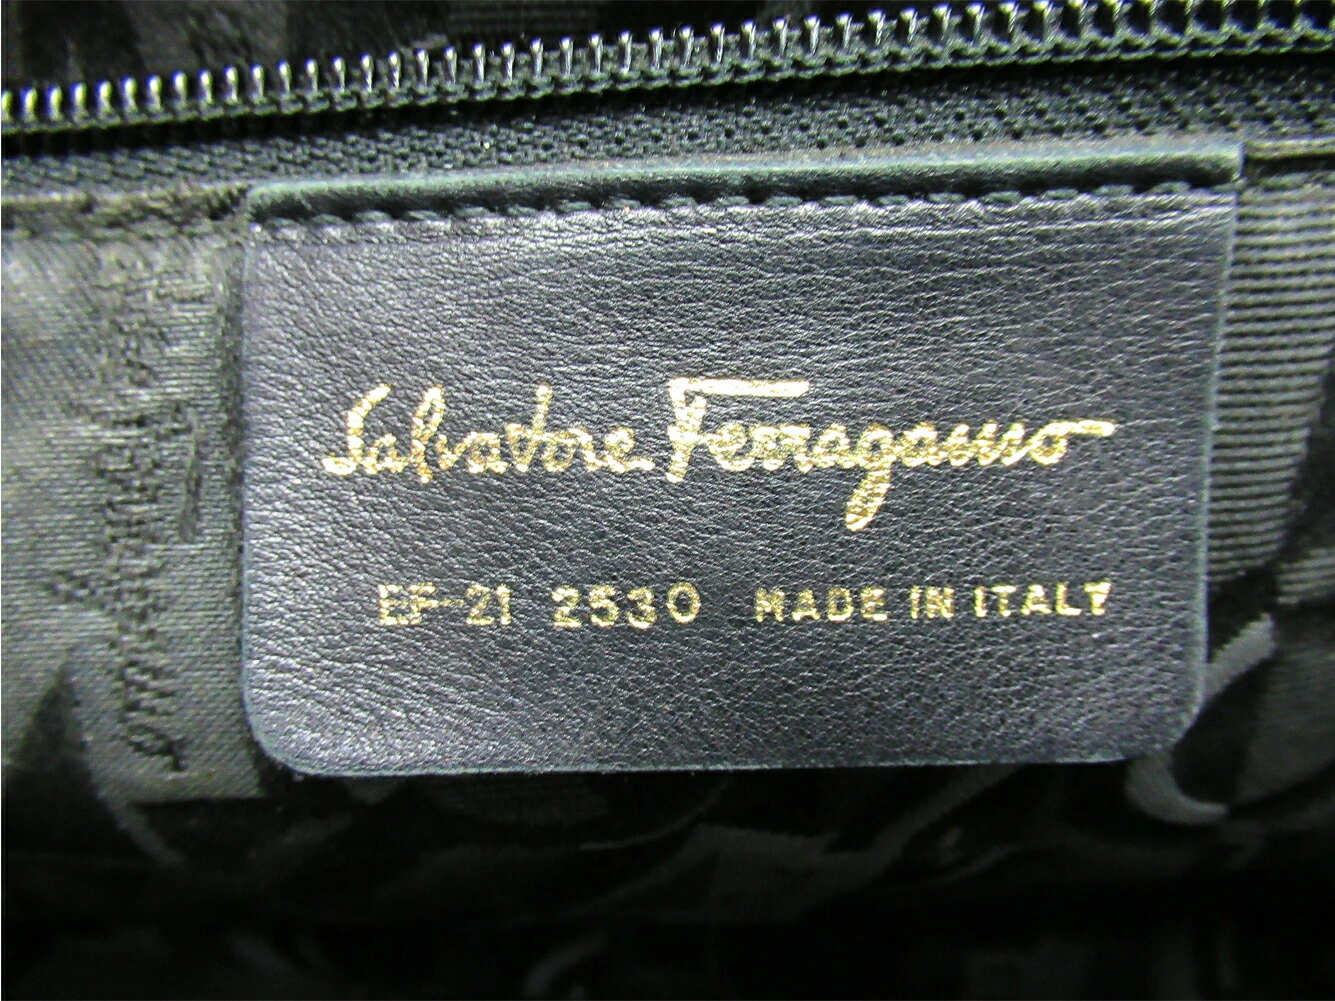 Salvatore Ferragamo
EF-21 2530 MADE IN ITALY